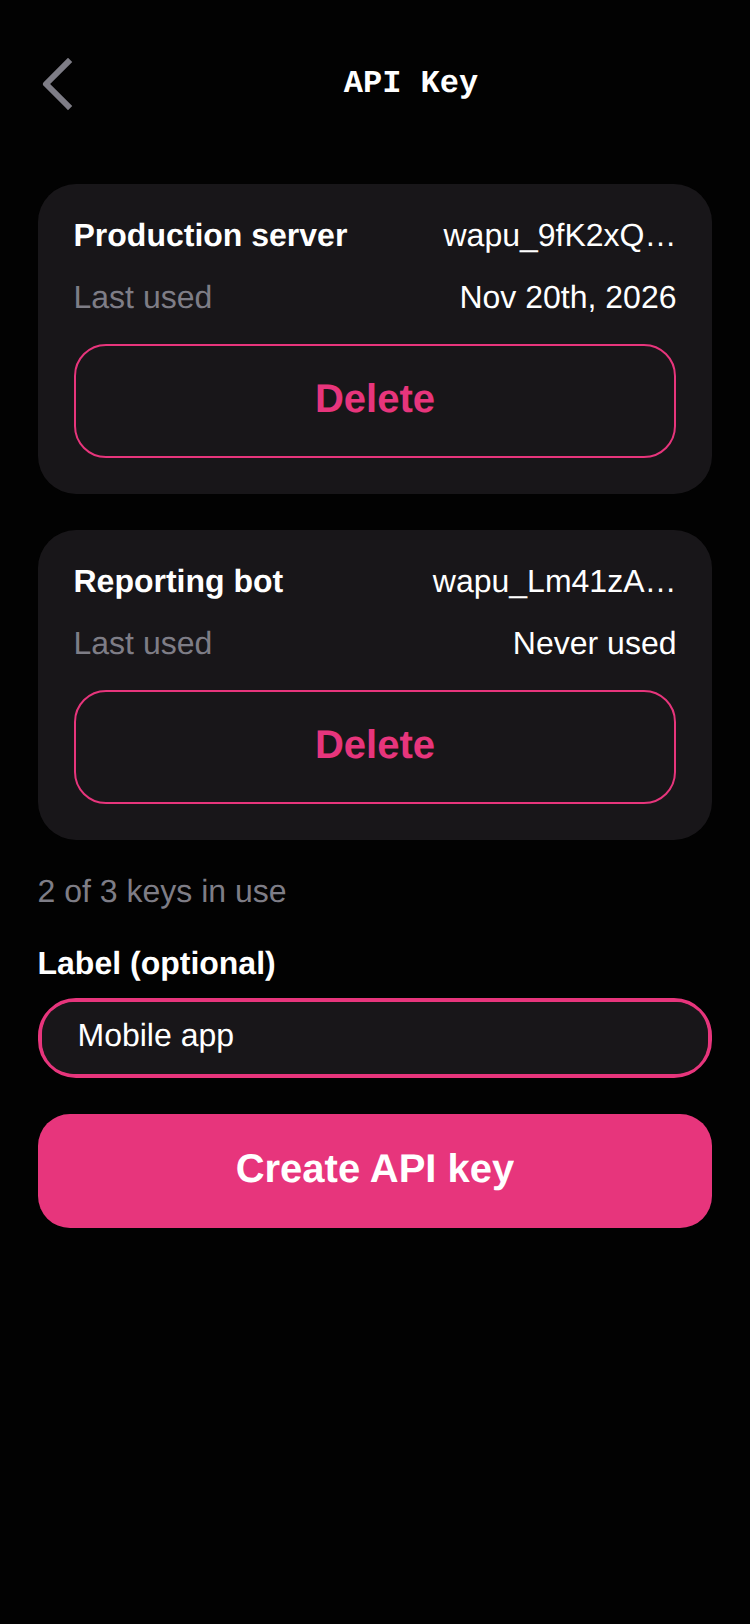 API Key
Production server wapu_9fK2xQ…
Last used Nov 20th, 2026
Delete
Reporting bot wapu_Lm41zA…
Last used Never used
Delete
2 of 3 keys in use
Label (optional)
Mobile app
Create API key